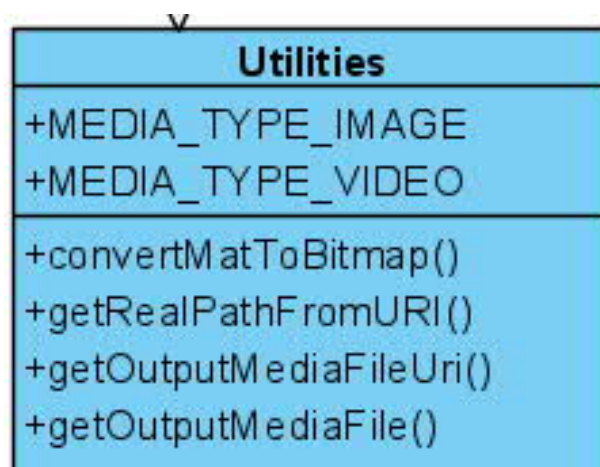 Utilities
+MEDIA_TYPE_IMAGE
+MEDIA_TYPE_VIDEO
+convertMatToBitmap()
+getRealPathFromURI()
+getOutputMediaFileUri()
+getOutputMediaFile()